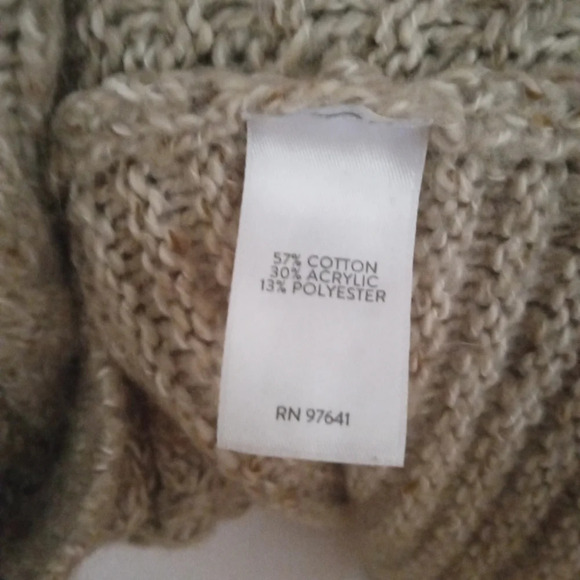 57% COTTON
30% ACRYLIC
13% POLYESTER
RN 97641